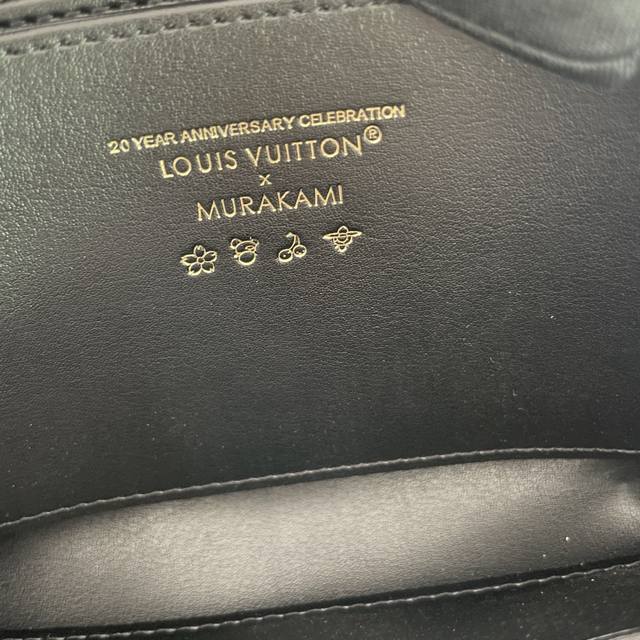 20 YEAR ANNIVERSARY CELEBRATION
LOUIS VUITTON®
x
MURAKAMI